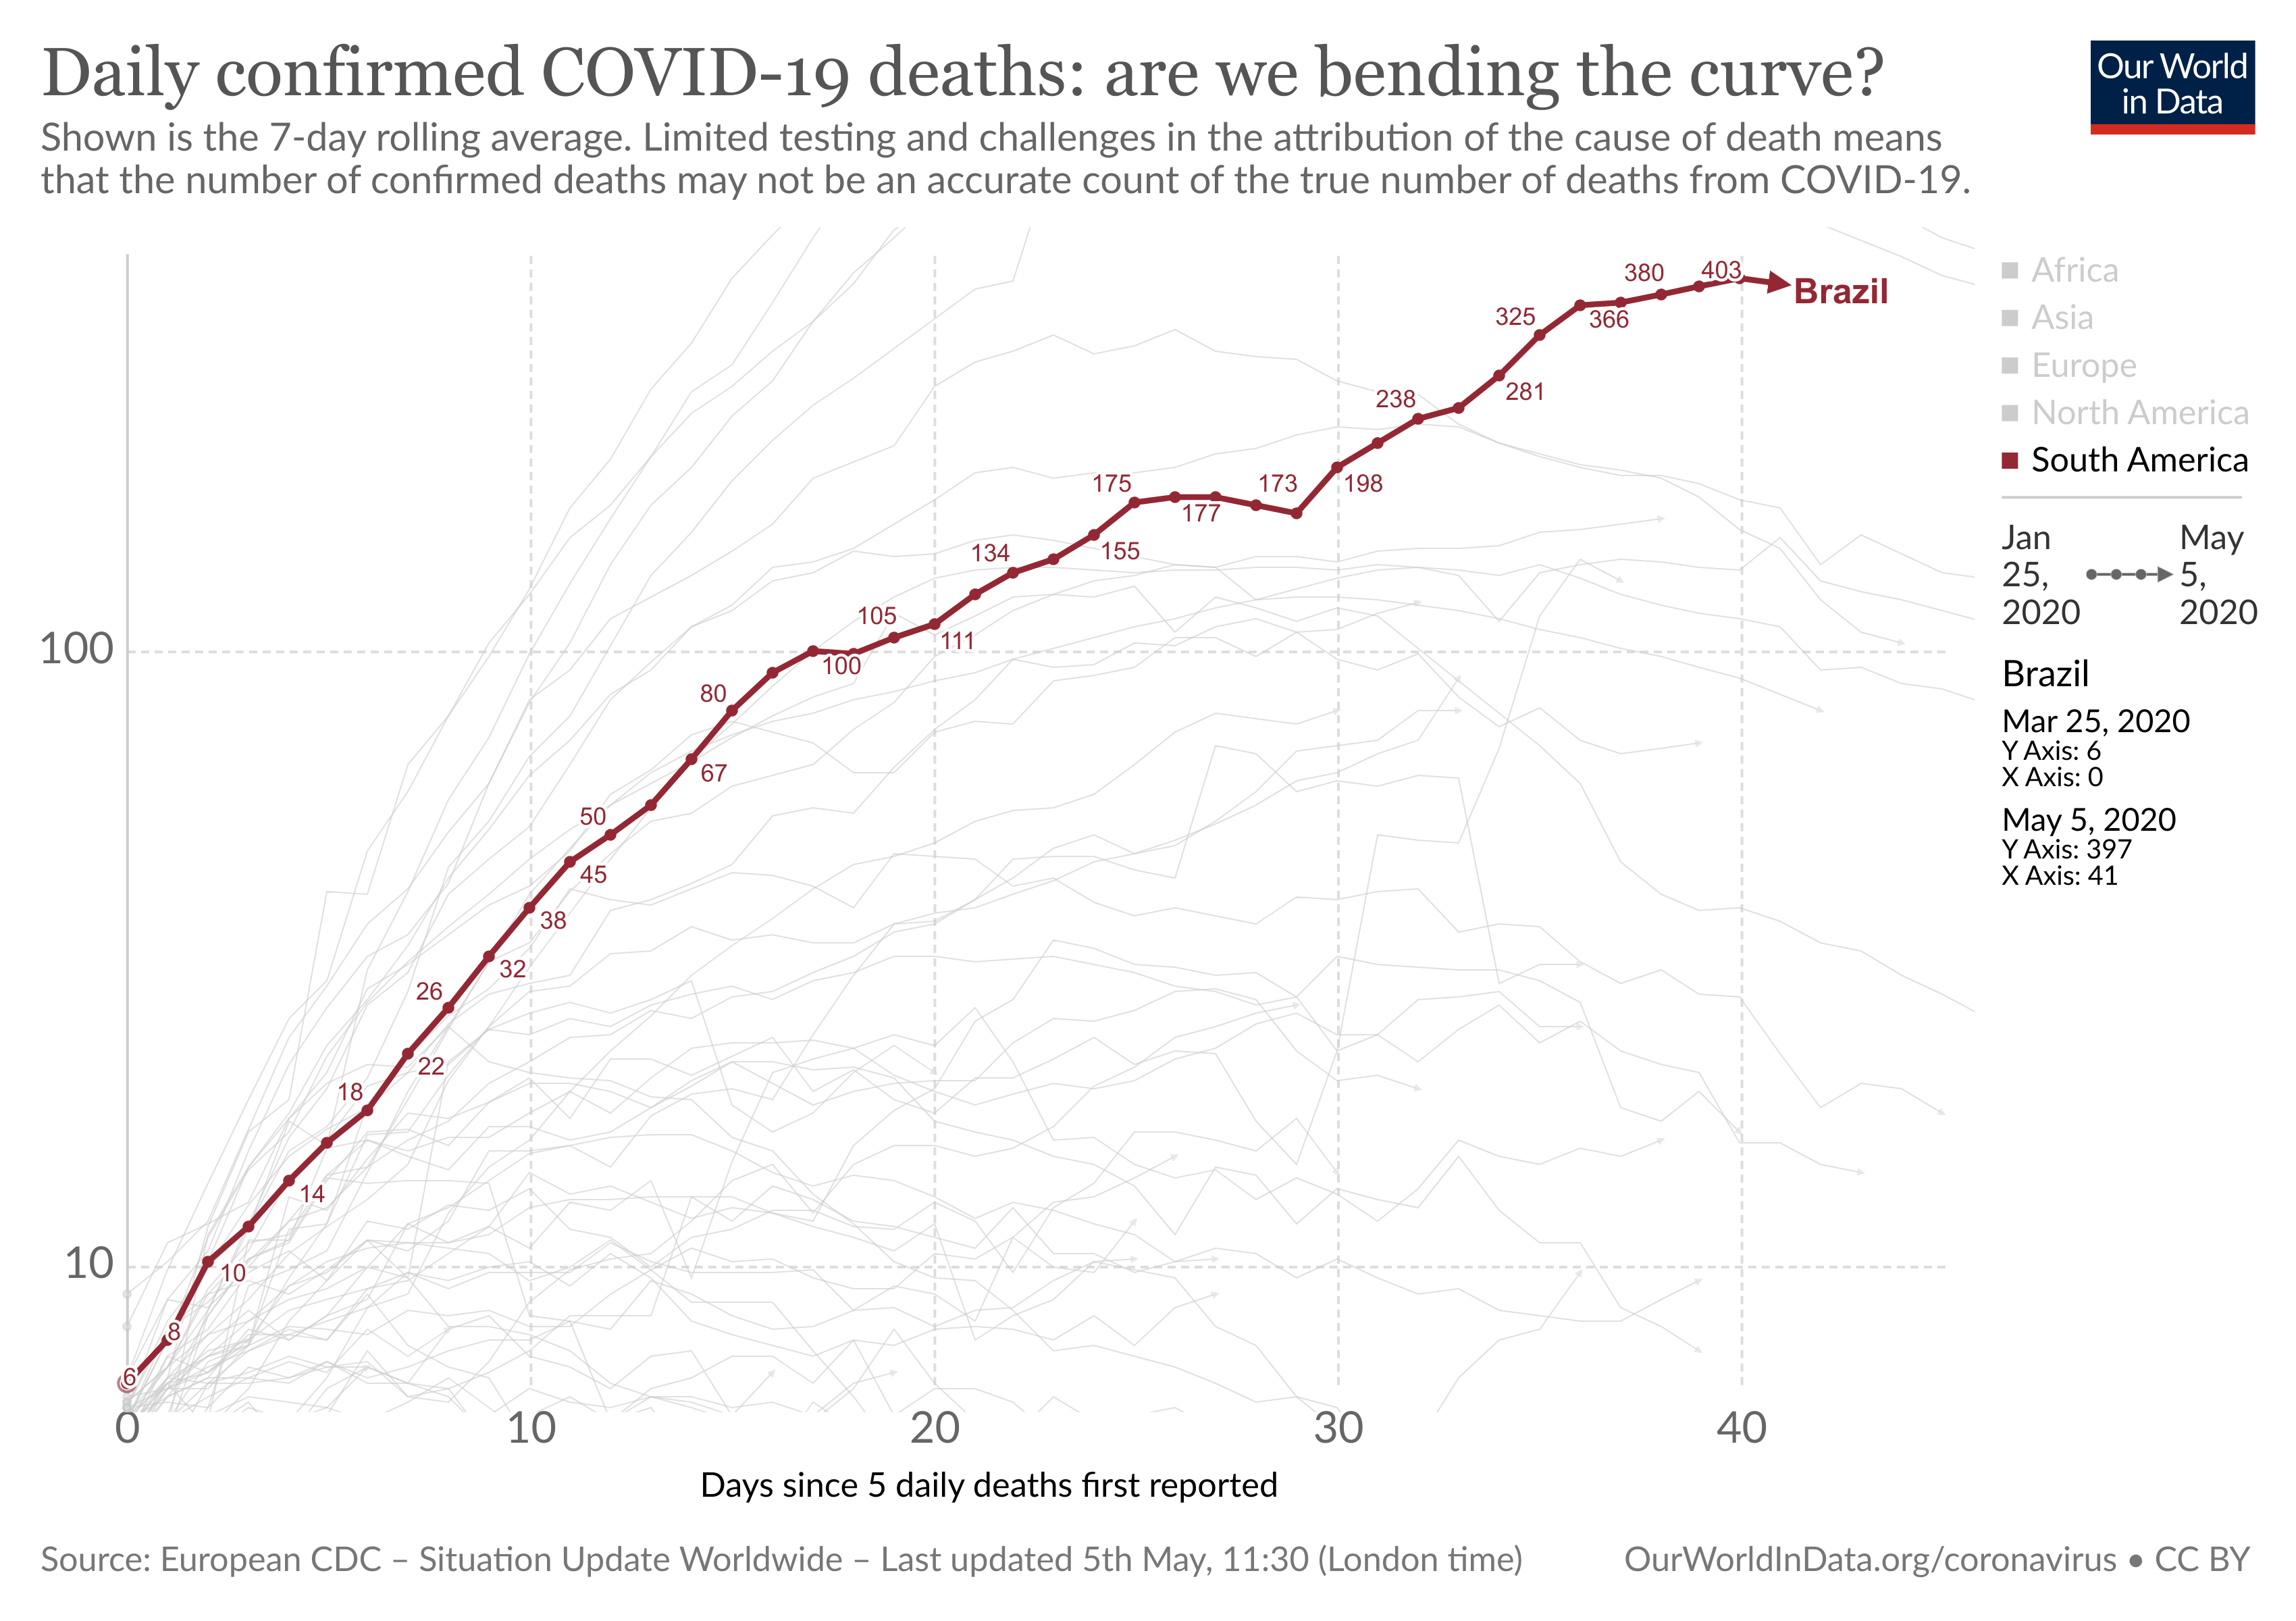 Daily confirmed COVID-19 deaths: are we bending the curve?
Our World
in Data
Shown is the 7-day rolling average. Limited testing and challenges in the attribution of the cause of death means
that the number of confirmed deaths may not be an accurate count of the true number of deaths from COVID-19.
100
10
0
10
20
30
40
6
8
10
14
18
22
26
32
38
45
50
67
80
100
105
111
134
155
175
177
173
198
238
281
325
366
380
403
Brazil
Days since 5 daily deaths first reported
Africa
Asia
Europe
North America
South America
Jan
25,
2020
May
5,
2020
Brazil
Mar 25, 2020
Y Axis: 6
X Axis: 0
May 5, 2020
Y Axis: 397
X Axis: 41
Source: European CDC – Situation Update Worldwide – Last updated 5th May, 11:30 (London time)
OurWorldInData.org/coronavirus • CC BY